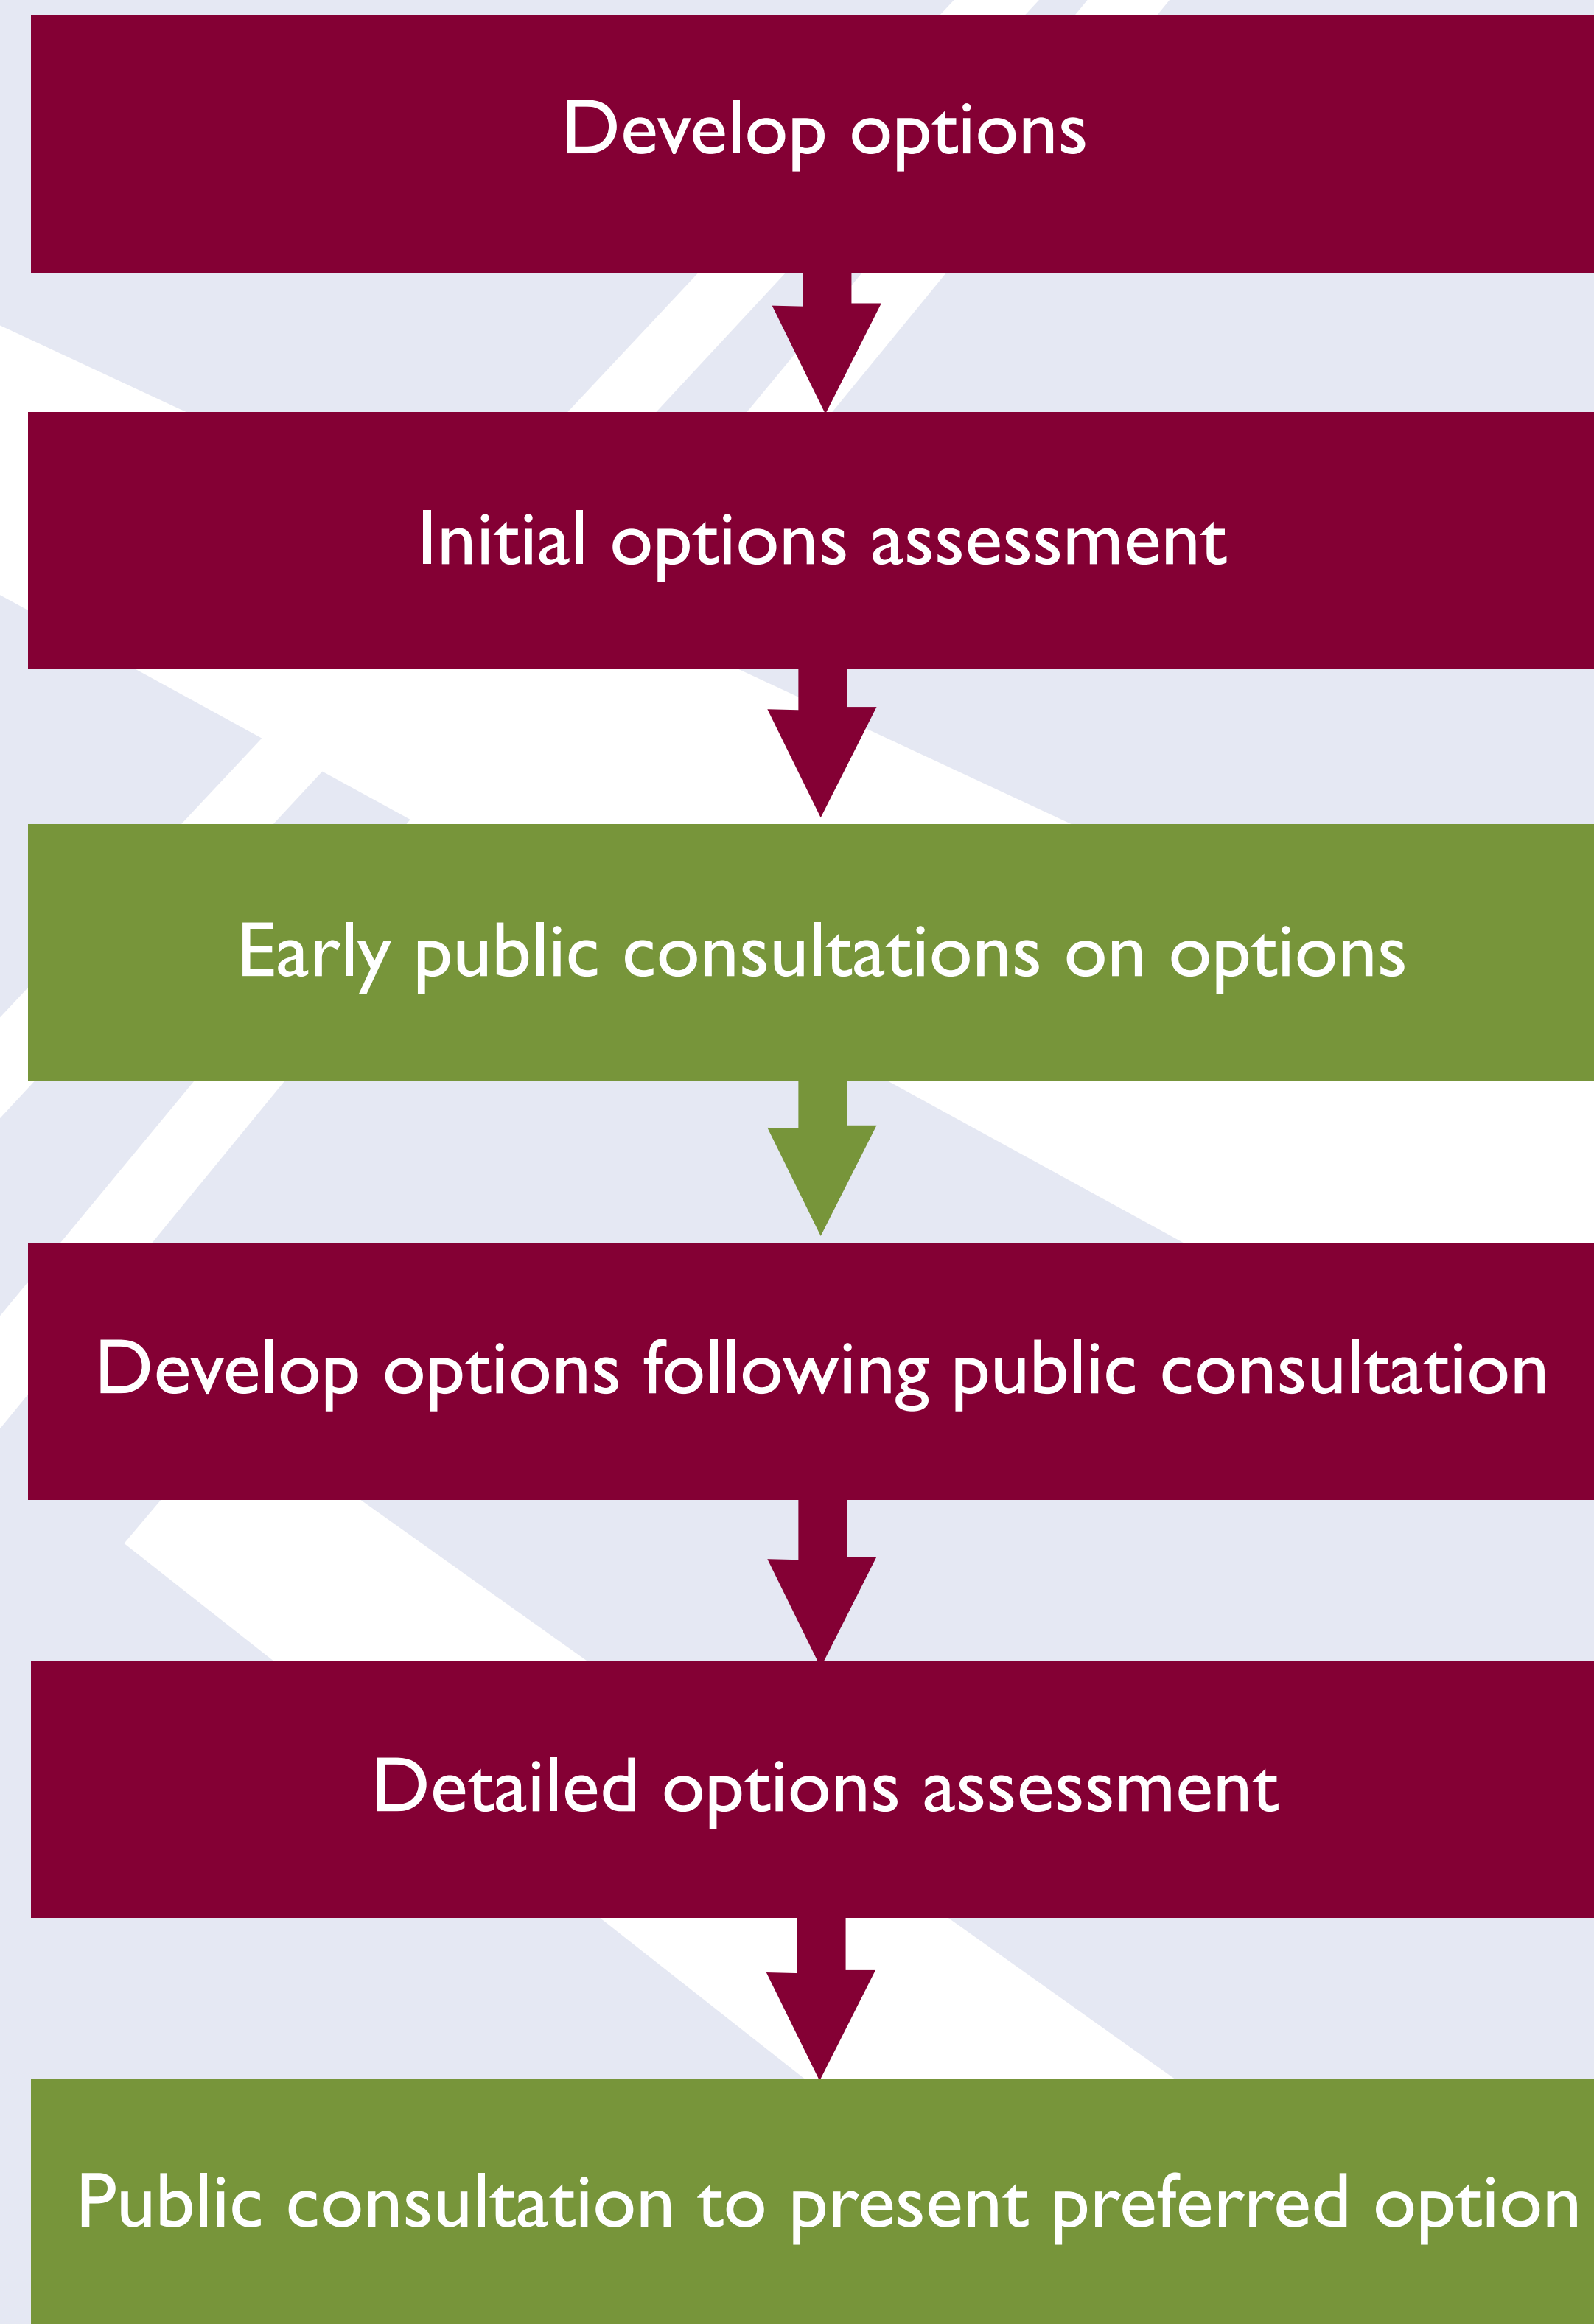 Develop options
Initial options assessment
Early public consultations on options
Develop options following public consultation
Detailed options assessment
Public consultation to present preferred option